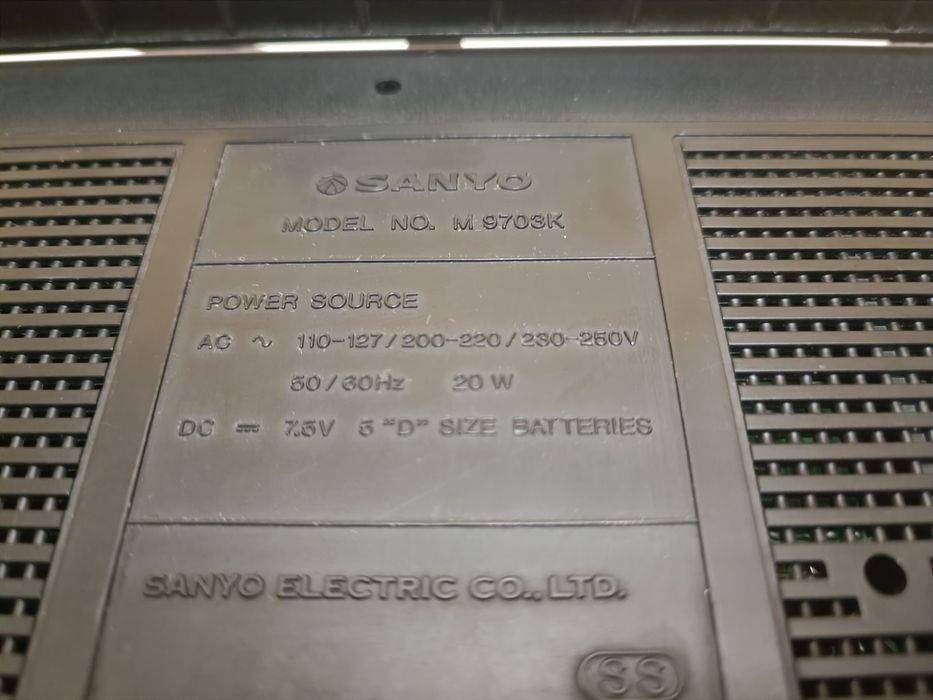 SANYO
MODEL NO. M 9703K
POWER SOURCE
AC ∿ 110-127/200-220/230-250V
50/60Hz 20 W
DC ⎓ 7.5V 5 "D" SIZE BATTERIES
SANYO ELECTRIC CO., LTD.
SS